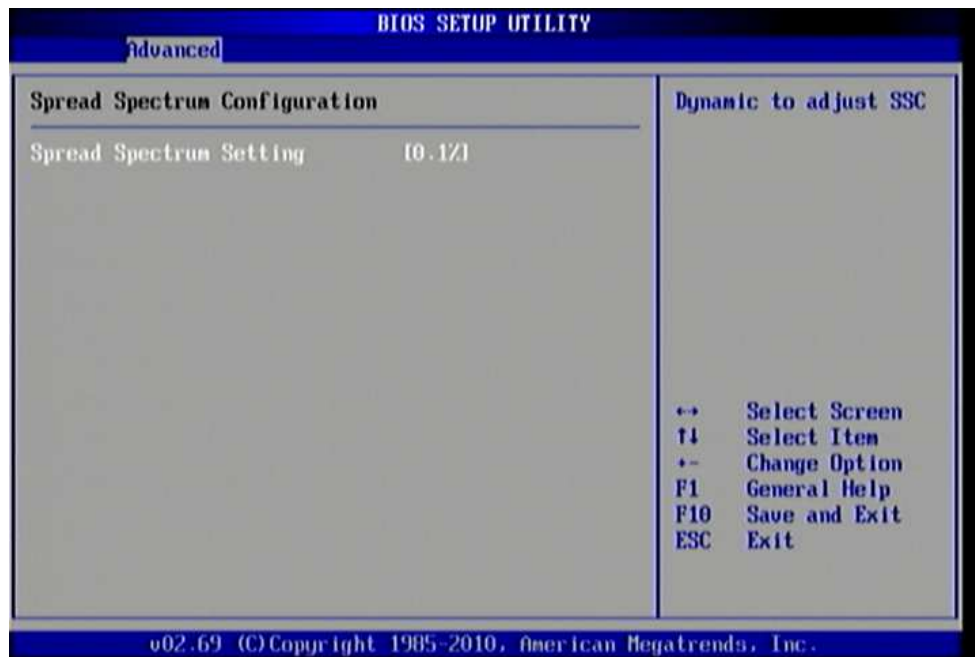 BIOS SETUP UTILITY
Advanced
Spread Spectrum Configuration
Spread Spectrum Setting [0.1%]
Dynamic to adjust SSC
↔ Select Screen
↑↓ Select Item
+- Change Option
F1 General Help
F10 Save and Exit
ESC Exit
v02.69 (C)Copyright 1985-2010, American Megatrends, Inc.